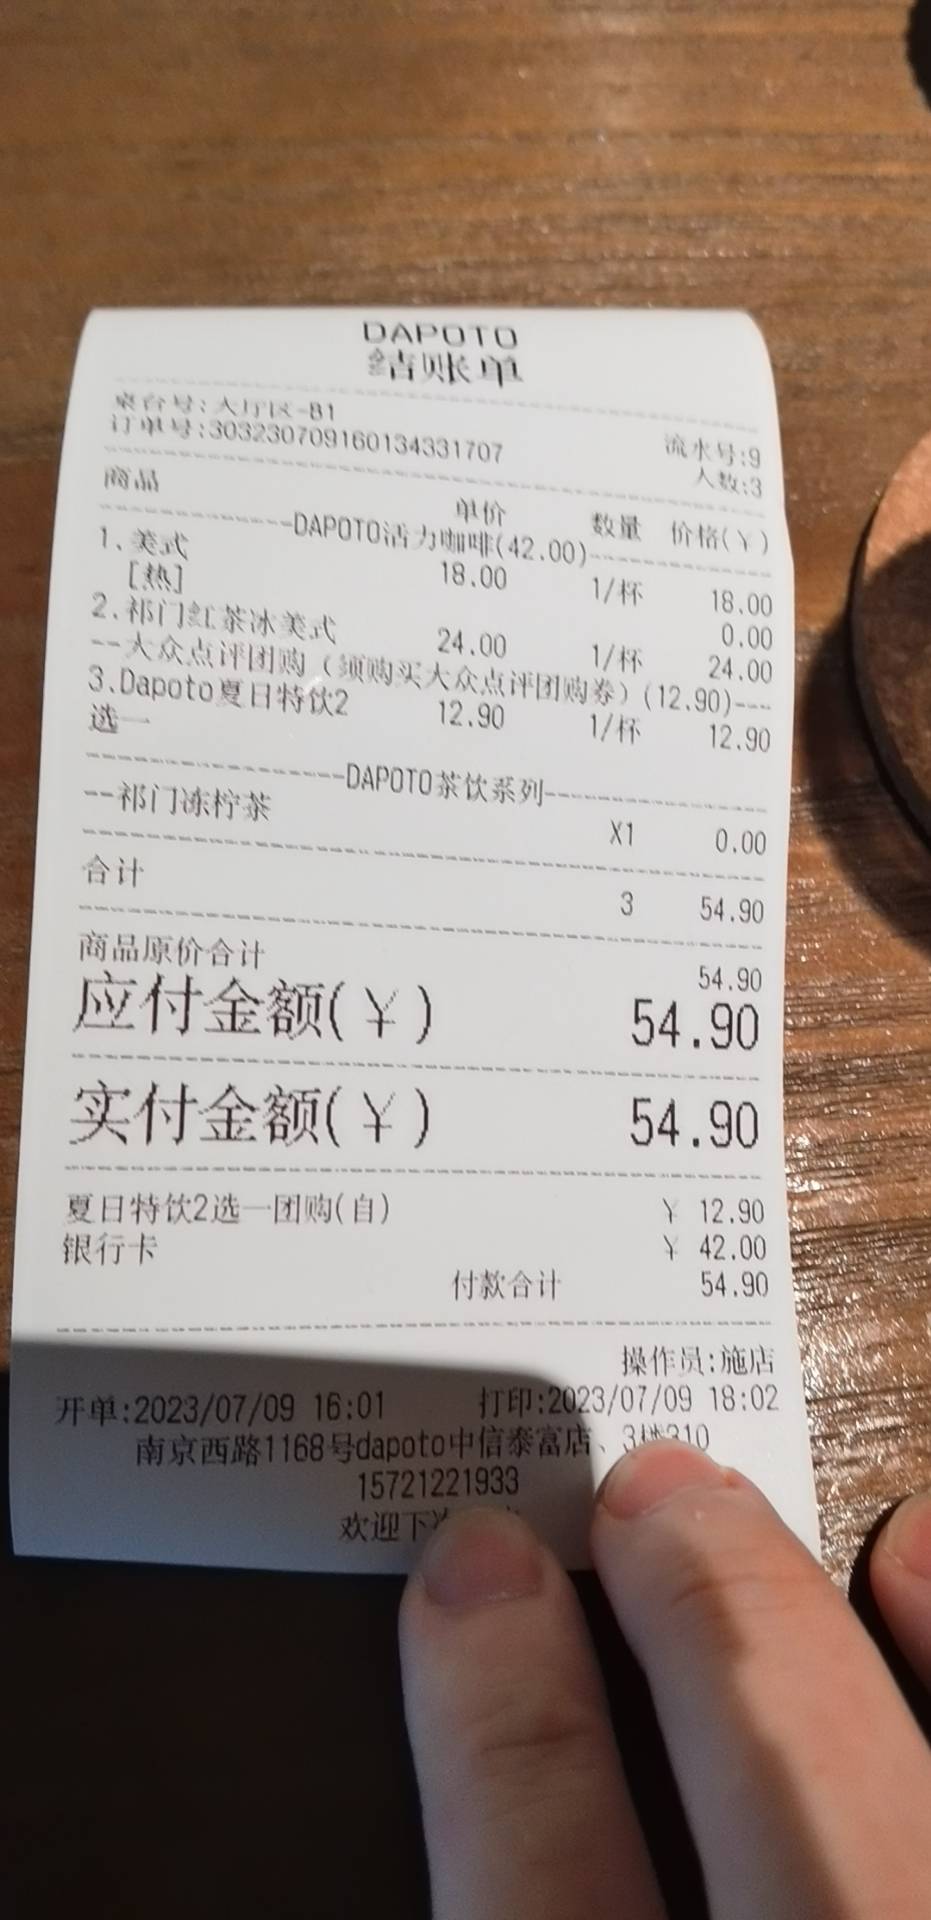 DAPOTO
结账单
桌台号:大厅区-B1
流水号:9
订单号:303230709160134331707
人数:3
商品 单价 数量 价格(¥)
---------------DAPOTO活力咖啡(42.00)---------------
1.美式 18.00 1/杯 18.00
[热] 0.00
2.祁门红茶冰美式 24.00 1/杯 24.00
--大众点评团购（须购买大众点评团购券）(12.90)---
3.Dapoto夏日特饮2选一 12.90 1/杯 12.90
--------------------DAPOTO茶饮系列--------------------
--祁门冻柠茶 X1 0.00
合计 3 54.90
商品原价合计 54.90
应付金额(¥) 54.90
实付金额(¥) 54.90
夏日特饮2选一团购(自) ¥ 12.90
银行卡 ¥ 42.00
付款合计 54.90
操作员:施店
开单:2023/07/09 16:01 打印:2023/07/09 18:02
南京西路1168号dapoto中信泰富店、3楼310
15721221933
欢迎下